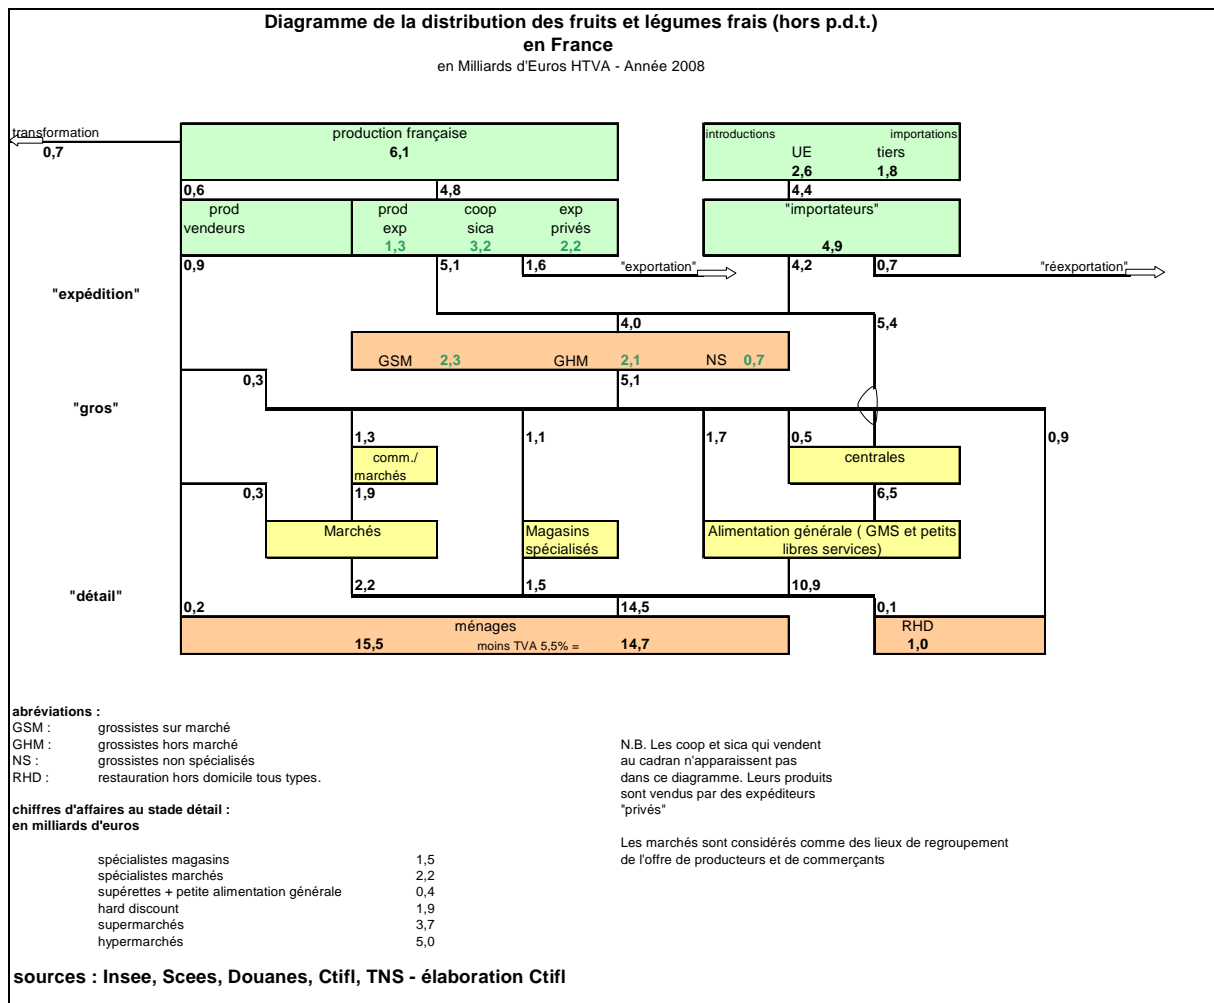 Diagramme de la distribution des fruits et légumes frais (hors p.d.t.)
en France
en Milliards d'Euros HTVA - Année 2008
transformation
0,7
production française
6,1
introductions importations
UE tiers
2,6 1,8
0,6 4,8 4,4
prod
vendeurs
prod coop exp
exp sica privés
1,3 3,2 2,2
"importateurs"
4,9
0,9 5,1 1,6 "exportation" 4,2 0,7 "réexportation"
"expédition"
4,0 5,4
GSM 2,3 GHM 2,1 NS 0,7
0,3 5,1
"gros"
1,3 1,1 1,7 0,5 0,9
comm./
marchés
centrales
0,3 1,9 6,5
Marchés
Magasins
spécialisés
Alimentation générale ( GMS et petits
libres services)
2,2 1,5 10,9
"détail"
0,2 14,5 0,1
ménages
15,5 moins TVA 5,5% = 14,7
RHD
1,0
abréviations :
GSM : grossistes sur marché
GHM : grossistes hors marché
NS : grossistes non spécialisés
RHD : restauration hors domicile tous types.
chiffres d'affaires au stade détail :
en milliards d'euros
spécialistes magasins 1,5
spécialistes marchés 2,2
supérettes + petite alimentation générale 0,4
hard discount 1,9
supermarchés 3,7
hypermarchés 5,0
N.B. Les coop et sica qui vendent
au cadran n'apparaissent pas
dans ce diagramme. Leurs produits
sont vendus par des expéditeurs
"privés"
Les marchés sont considérés comme des lieux de regroupement
de l'offre de producteurs et de commerçants
sources : Insee, Scees, Douanes, Ctifl, TNS - élaboration Ctifl